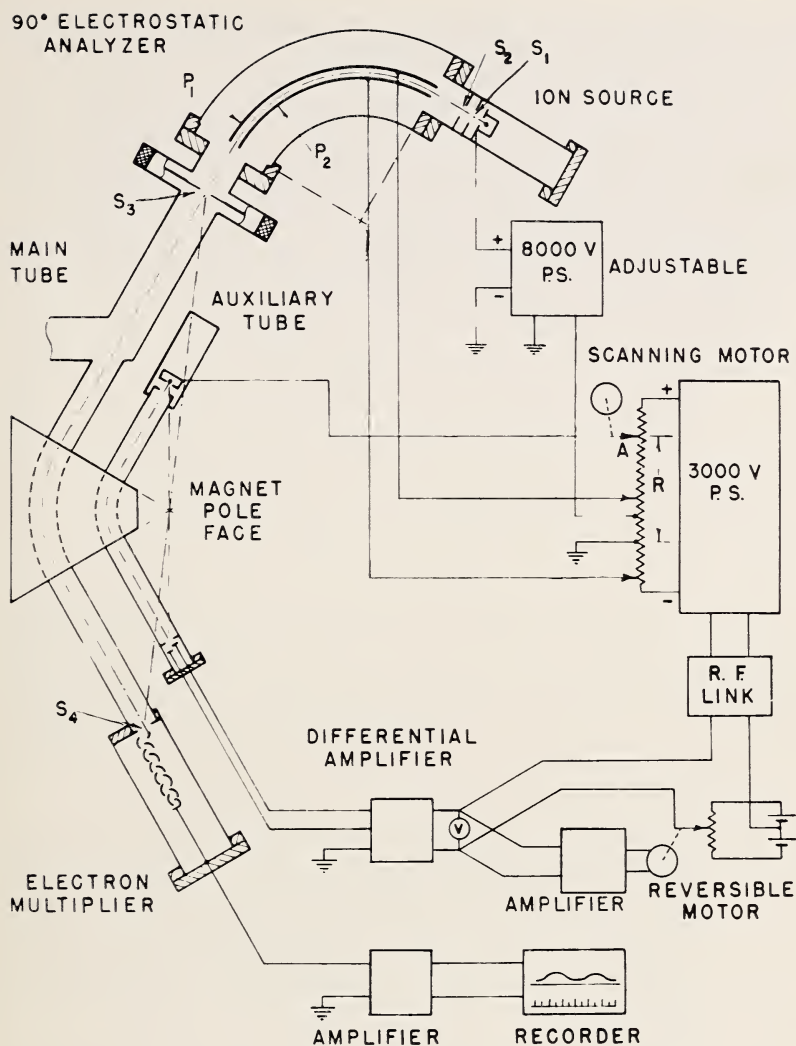 90° ELECTROSTATIC
ANALYZER
P1
S2
S1
ION SOURCE
P2
S3
MAIN
TUBE
+
8000 V
P.S.
-
ADJUSTABLE
AUXILIARY
TUBE
SCANNING MOTOR
+
A
R
3000 V
P.S.
-
MAGNET
POLE
FACE
R. F.
LINK
S4
DIFFERENTIAL
AMPLIFIER
V
ELECTRON
MULTIPLIER
AMPLIFIER
REVERSIBLE
MOTOR
AMPLIFIER
RECORDER